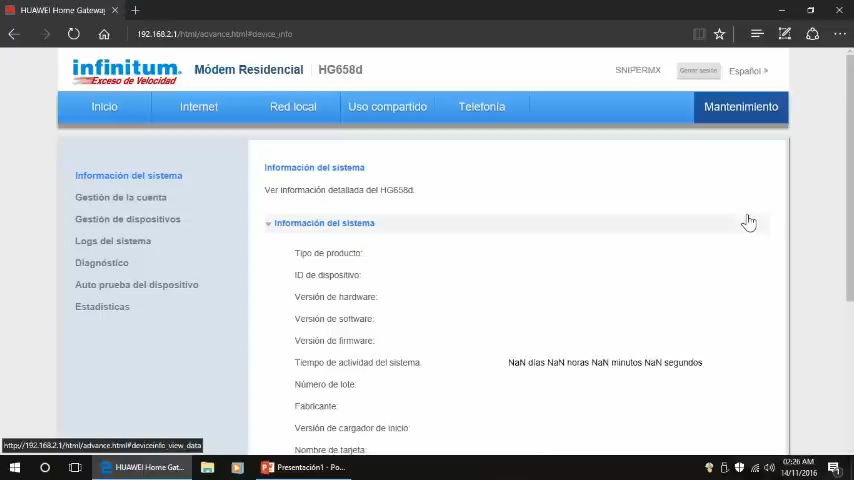 HUAWEI Home Gateway
192.168.2.1/html/advance.html#device_info
infinitum.
Exceso de Velocidad
Módem Residencial HG658d
SNIPERMX
Cerrar sesión
Español >
Inicio
Internet
Red local
Uso compartido
Telefonía
Mantenimiento
Información del sistema
Gestión de la cuenta
Gestión de dispositivos
Logs del sistema
Diagnóstico
Auto prueba del dispositivo
Estadísticas
Información del sistema
Ver información detallada del HG658d.
Información del sistema
Tipo de producto:
ID de dispositivo:
Versión de hardware:
Versión de software:
Versión de firmware:
Tiempo de actividad del sistema: NaN días NaN horas NaN minutos NaN segundos
Número de lote:
Fabricante:
Versión de cargador de inicio:
Nombre de tarjeta:
http://192.168.2.1/html/advance.html#deviceinfo_view_data
HUAWEI Home Gat...
Presentación1 - Po...
02:26 AM
14/11/2016